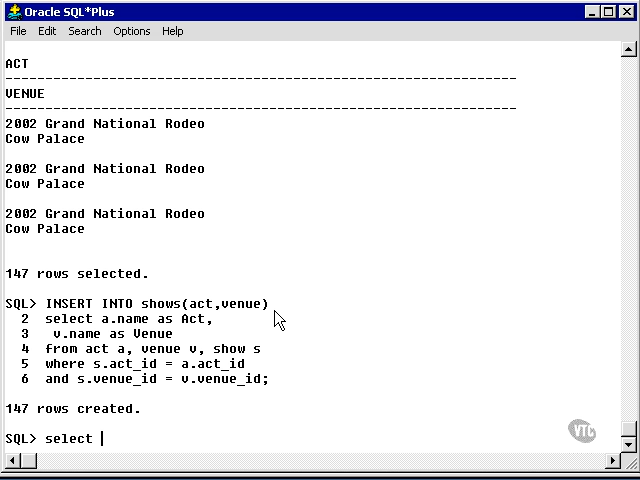 Oracle SQL*Plus
File Edit Search Options Help
ACT
--------------------------------------------------------------------------------
VENUE
--------------------------------------------------------------------------------
2002 Grand National Rodeo
Cow Palace
2002 Grand National Rodeo
Cow Palace
2002 Grand National Rodeo
Cow Palace
147 rows selected.
SQL> INSERT INTO shows(act,venue)
2 select a.name as Act,
3 v.name as Venue
4 from act a, venue v, show s
5 where s.act_id = a.act_id
6 and s.venue_id = v.venue_id;
147 rows created.
SQL> select
VTC